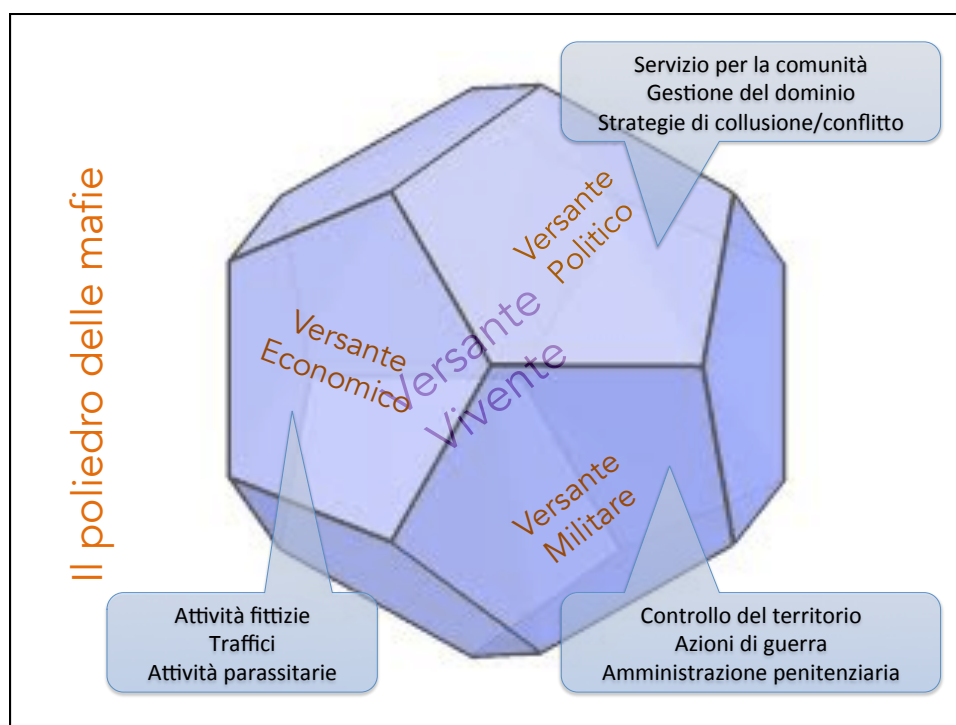 Il poliedro delle mafie
Servizio per la comunità
Gestione del dominio
Strategie di collusione/conflitto
Versante
Politico
Versante
Economico
Versante
Vivente
Versante
Militare
Attività fittizie
Traffici
Attività parassitarie
Controllo del territorio
Azioni di guerra
Amministrazione penitenziaria